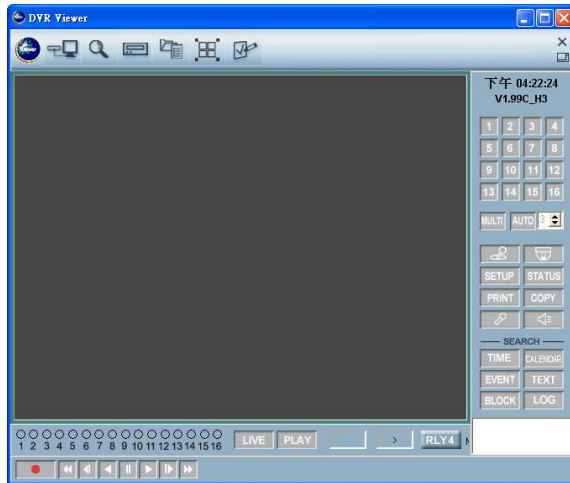 DVR Viewer
下午 04:22:24
V1.99C_H3
1 2 3 4
5 6 7 8
9 10 11 12
13 14 15 16
MULTI AUTO 3
SETUP STATUS
PRINT COPY
SEARCH
TIME CALENDAR
EVENT TEXT
BLOCK LOG
1 2 3 4 5 6 7 8 9 10 11 12 13 14 15 16
LIVE PLAY > RLY4